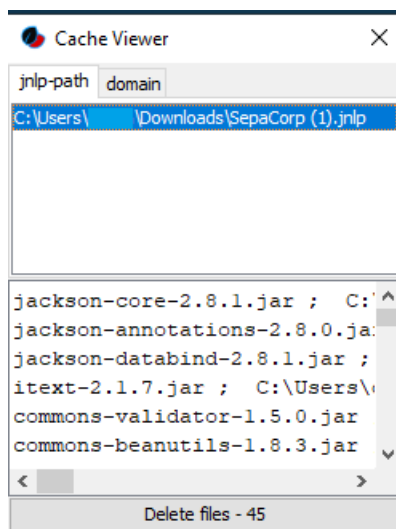 Cache Viewer
jnlp-path domain
C:\Users\ \Downloads\SepaCorp (1).jnlp
jackson-core-2.8.1.jar ; C:
jackson-annotations-2.8.0.ja
jackson-databind-2.8.1.jar ;
itext-2.1.7.jar ; C:\Users\
commons-validator-1.5.0.jar
commons-beanutils-1.8.3.jar
Delete files - 45